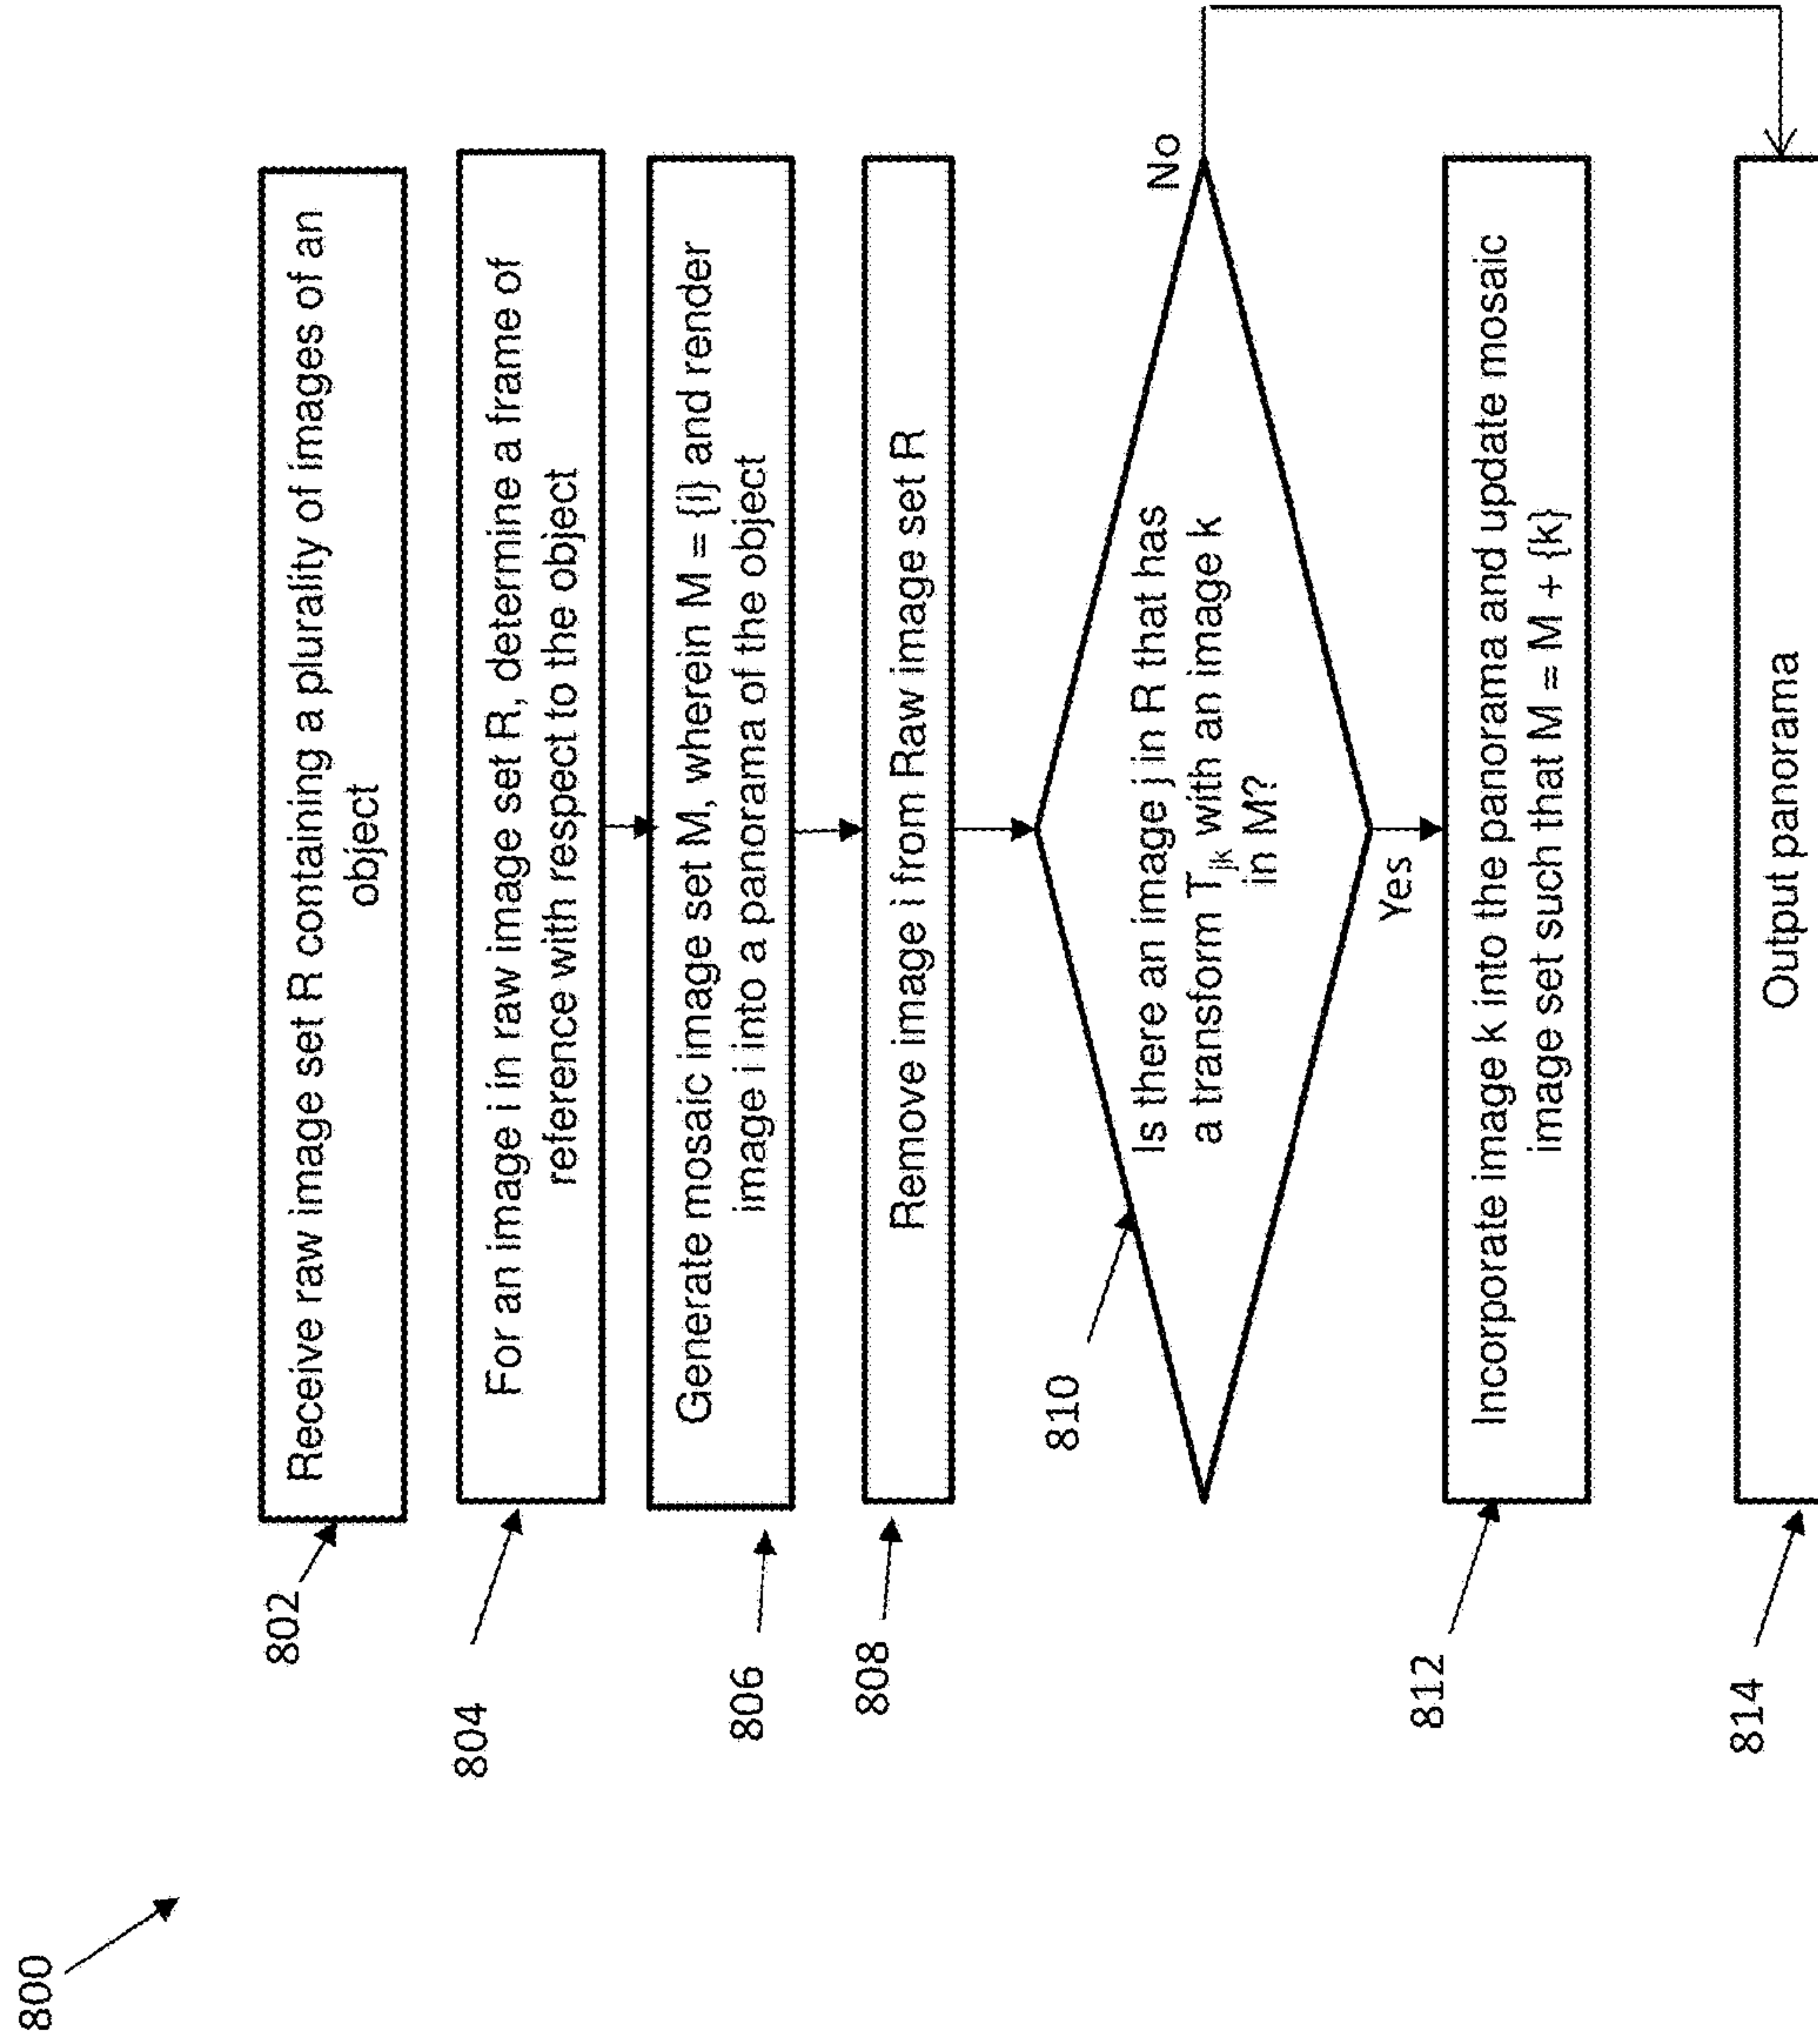 800
802
Receive raw image set R containing a plurality of images of an
object
804
For an image i in raw image set R, determine a frame of
reference with respect to the object
806
Generate mosaic image set M, wherein M = {i} and render
image i into a panorama of the object
808
Remove image i from Raw image set R
810
Is there an image j in R that has
a transform Tjk with an image k
in M?
No
Yes
812
Incorporate image k into the panorama and update mosaic
image set such that M = M + {k}
814
Output panorama